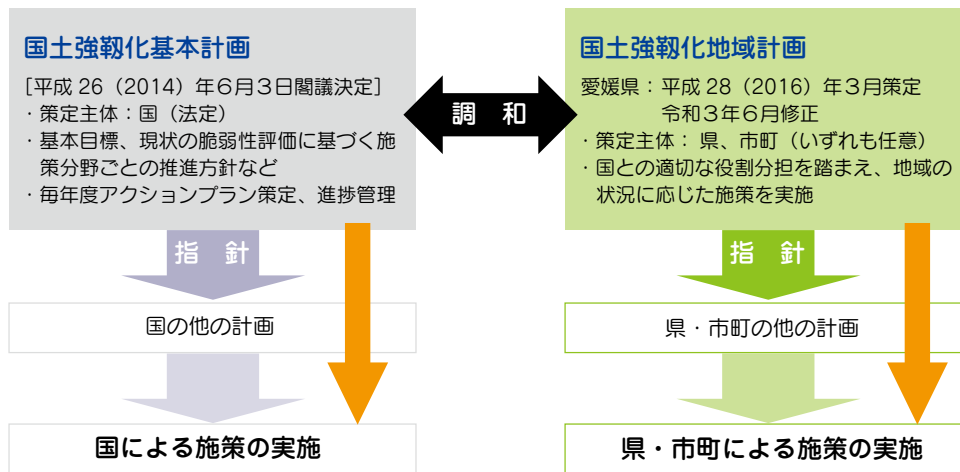 国土強靱化基本計画
[平成 26（2014）年６月３日閣議決定]
・策定主体：国（法定）
・基本目標、現状の脆弱性評価に基づく施
策分野ごとの推進方針など
・毎年度アクションプラン策定、進捗管理
調 和
国土強靱化地域計画
愛媛県：平成 28（2016）年３月策定
令和３年６月修正
・策定主体： 県、市町（いずれも任意）
・国との適切な役割分担を踏まえ、地域の
状況に応じた施策を実施
指 針
国の他の計画
国による施策の実施
指 針
県・市町の他の計画
県・市町による施策の実施